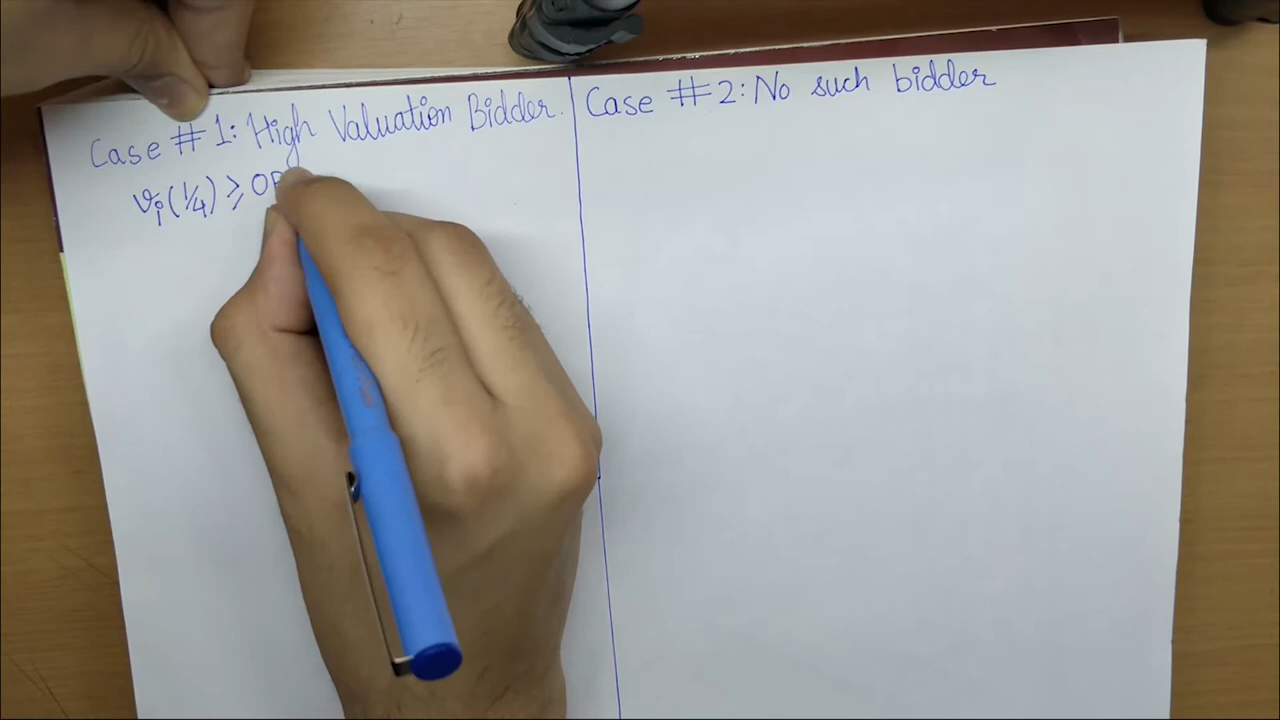 Case #1: High Valuation Bidder.
vᵢ(1/4) ≥ OP
Case #2: No such bidder